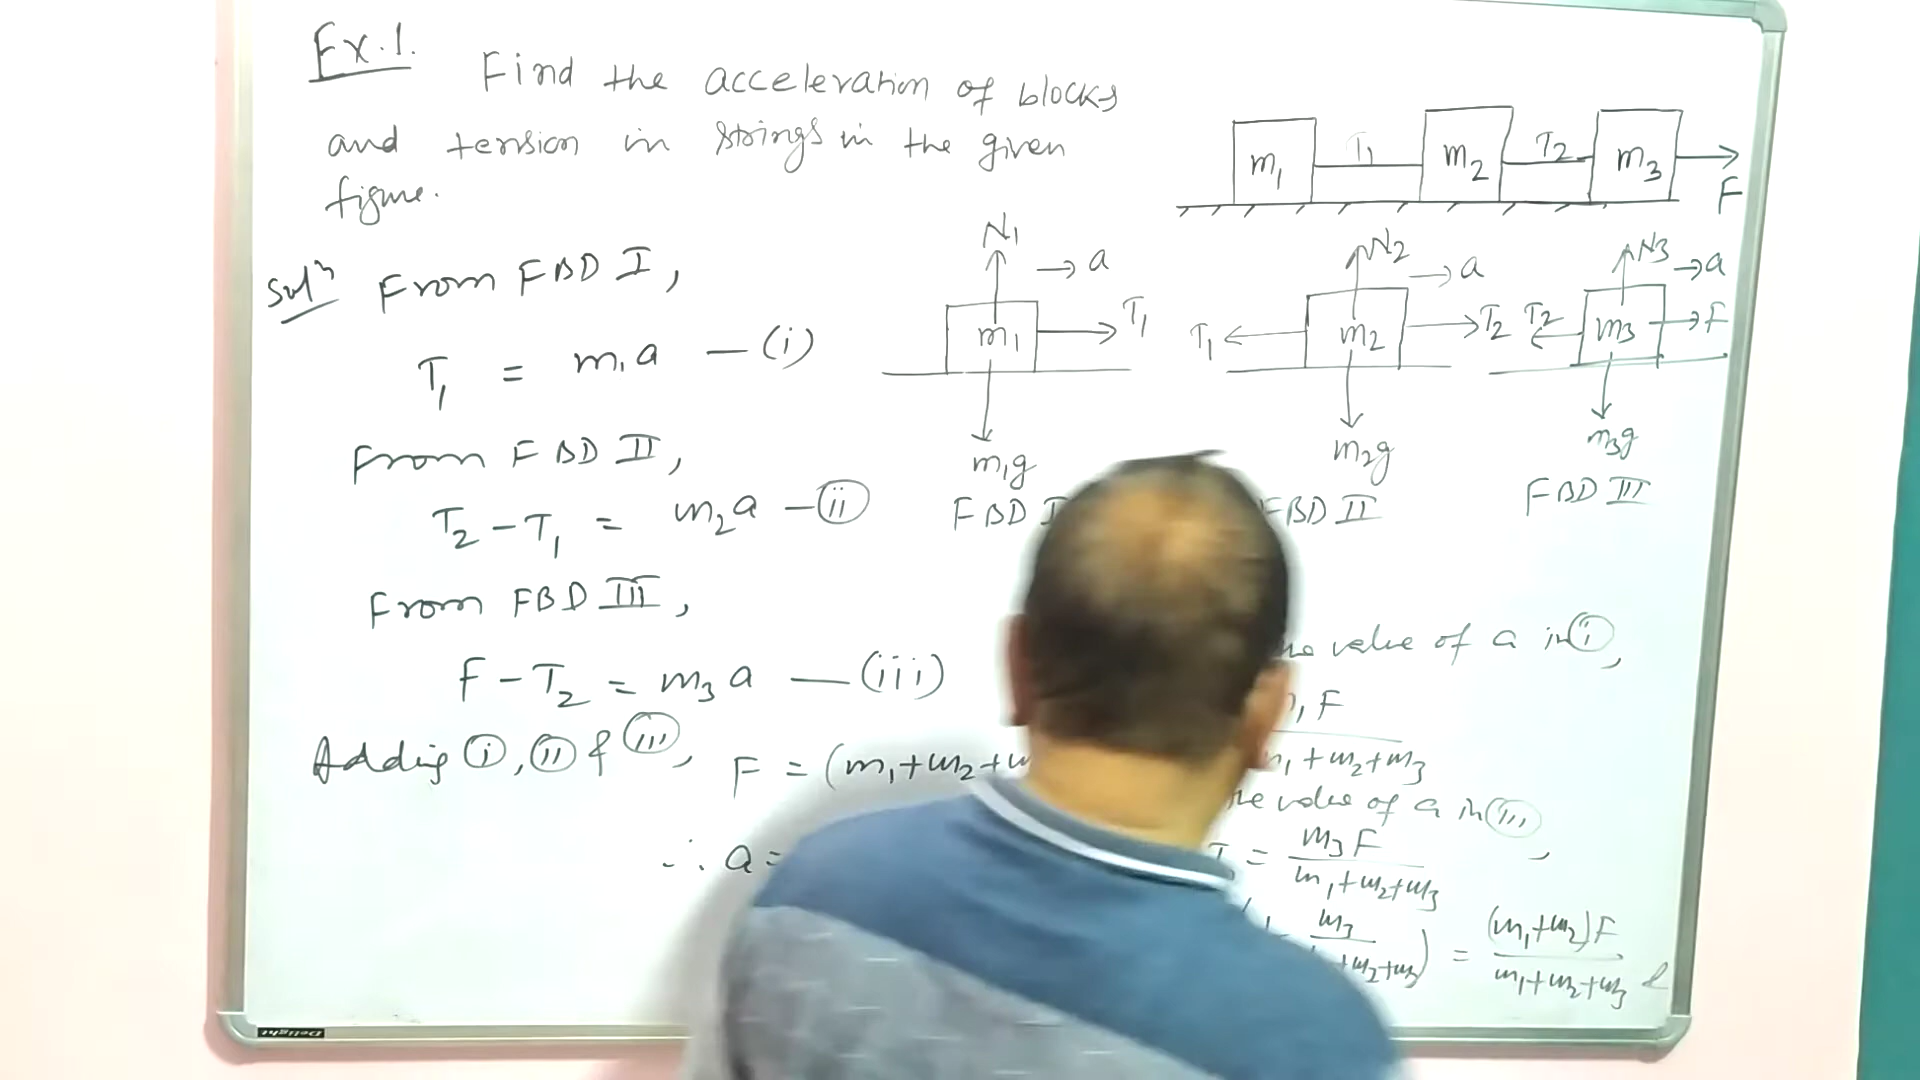 Ex.1. Find the acceleration of blocks
and tension in strings in the given
figure.
m₁ T₁ m₂ T₂ m₃ F
Solⁿ From FBD I,
T₁ = m₁a — (i)
From FBD II,
T₂ - T₁ = m₂a — (ii)
From FBD III,
F - T₂ = m₃a — (iii)
Adding (i), (ii) & (iii), F = (m₁+m₂+
∴ a =
N₁ → a
m₁ T₁
m₁g
FBD I
N₂ → a
T₁ m₂ T₂
m₂g
FBD II
N₃ → a
T₂ m₃ F
m₃g
FBD III
value of a in (i),
F
+ m₂+m₃
value of a in (iii),
= m₃F
m₁+m₂+m₃
m₃
+m₂+m₃) = (m₁+m₂)F
m₁+m₂+m₃